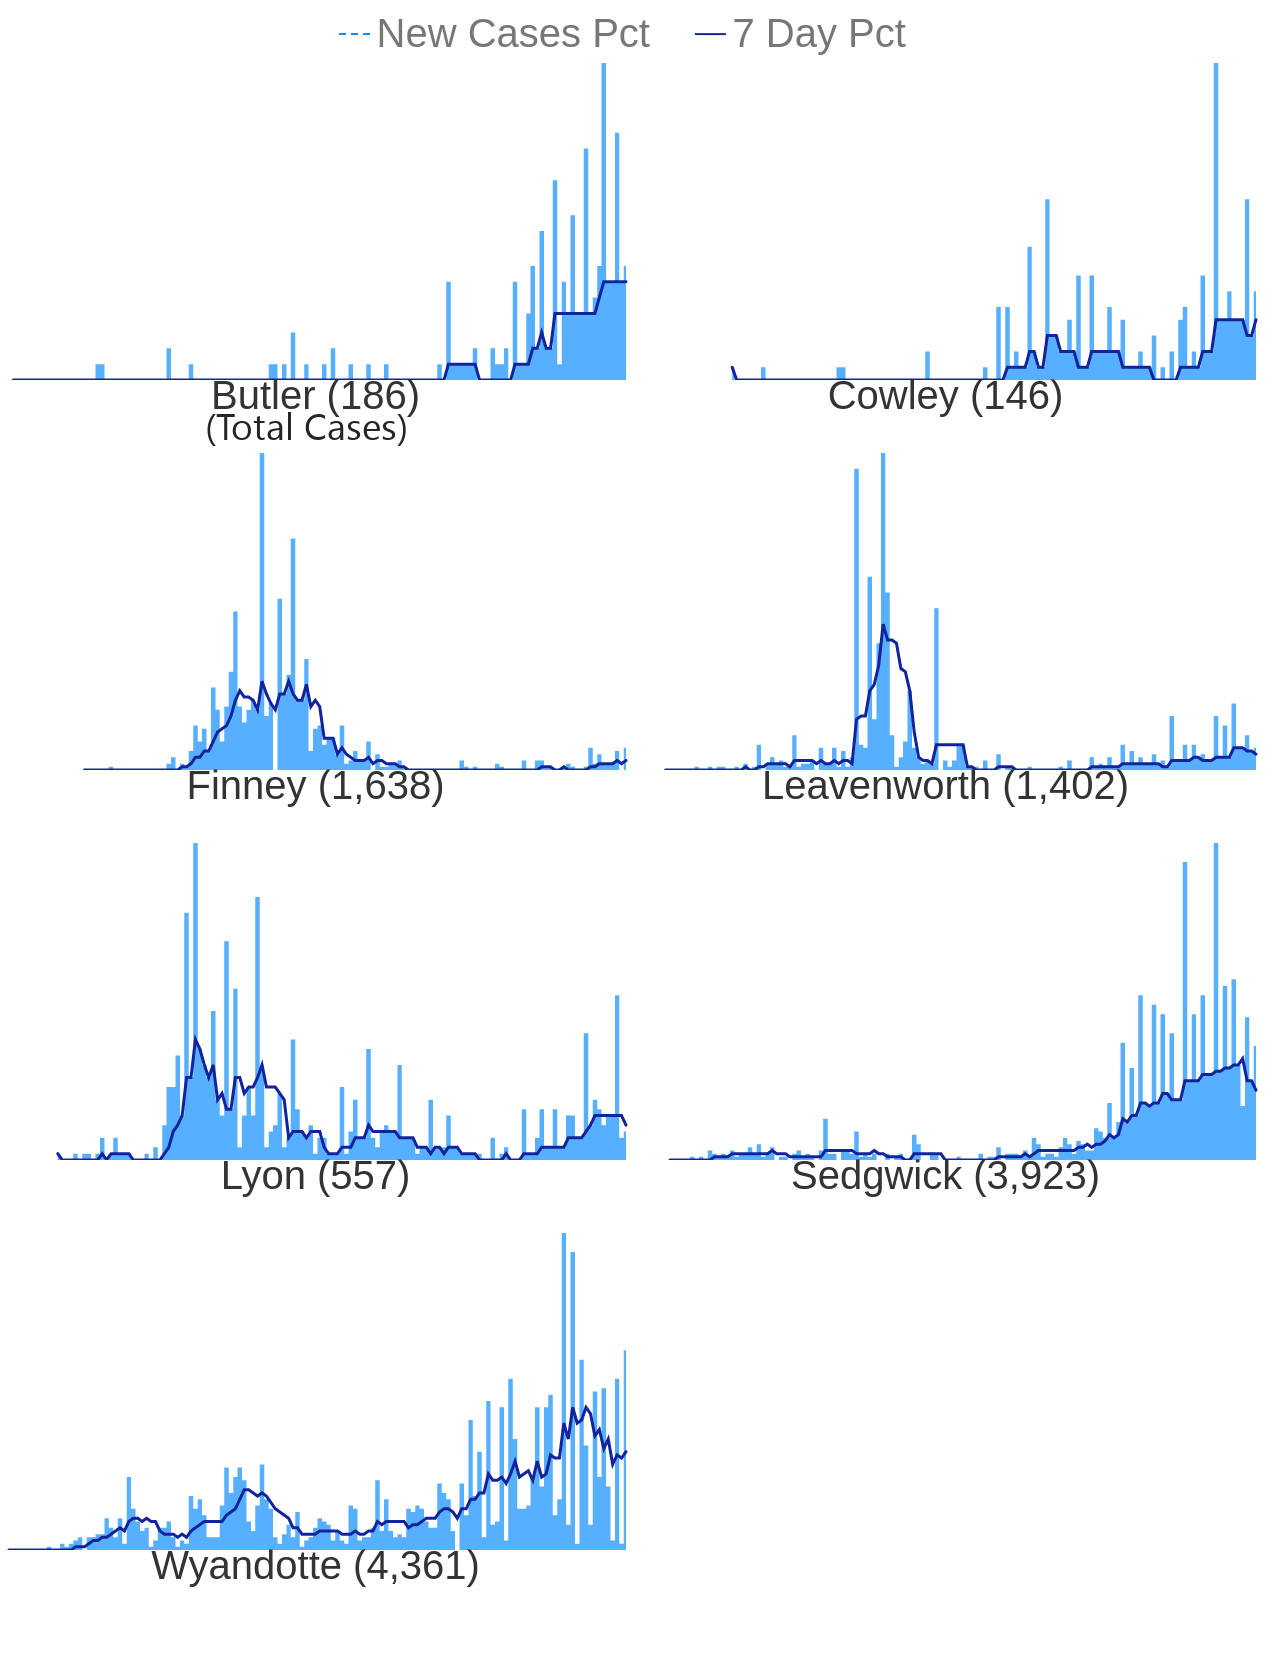 New Cases Pct 7 Day Pct
Butler (186) Cowley (146)
(Total Cases)
Finney (1,638) Leavenworth (1,402)
Lyon (557) Sedgwick (3,923)
Wyandotte (4,361)